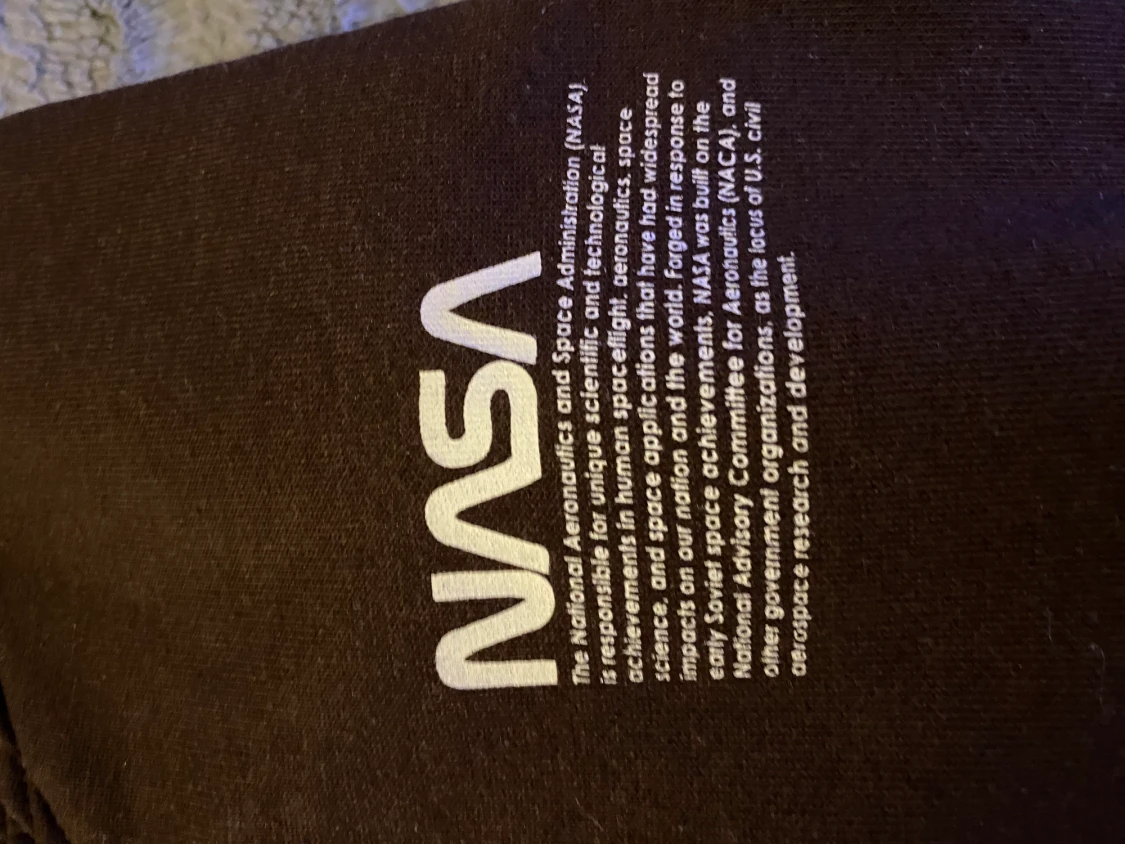 NASA
The National Aeronautics and Space Administration (NASA)
is responsible for unique scientific and technological
achievements in human spaceflight, aeronautics, space
science, and space applications that have had widespread
impacts on our nation and the world. Forged in response to
early Soviet space achievements, NASA was built on the
National Advisory Committee for Aeronautics (NACA), and
other government organizations, as the locus of U.S. civil
aerospace research and development.